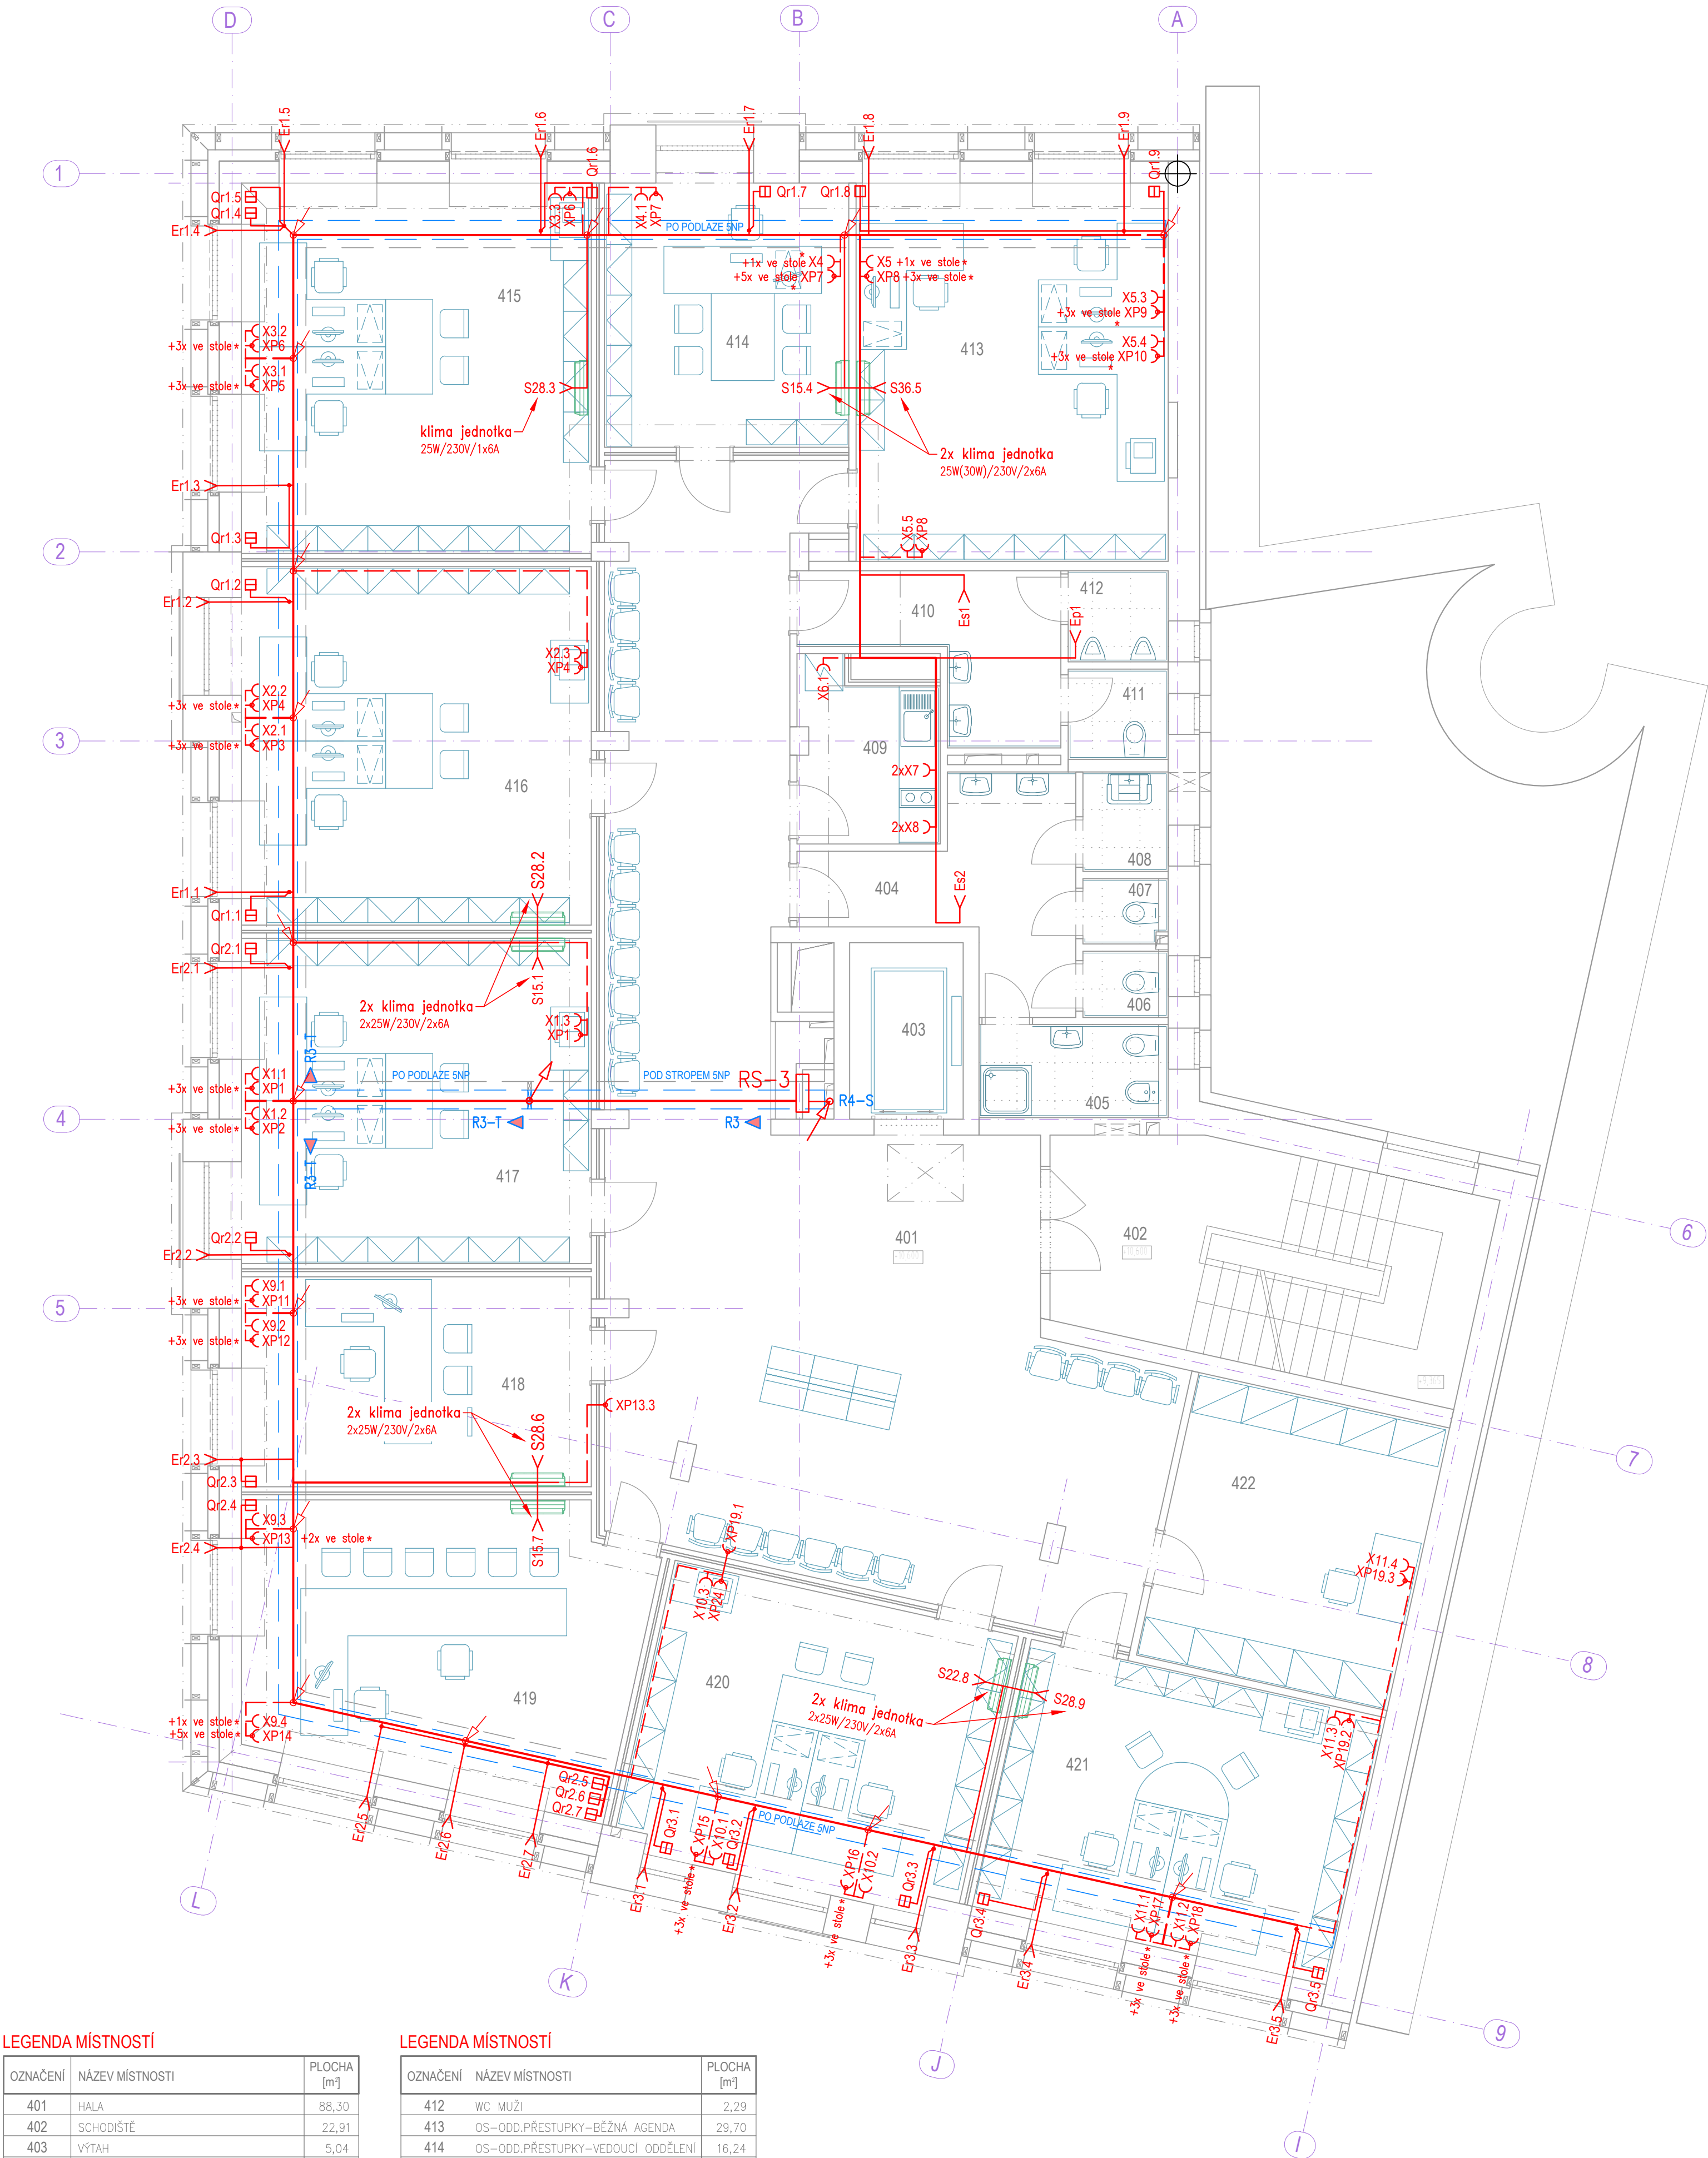 D
C
B
A
1
2
3
4
5
6
7
8
9
L
K
J
I
Er1.5
Er1.6
Er1.7
Er1.8
Er1.9
Qr1.6
Qr1.9
Qr1.5
Qr1.4
Er1.4
X3.3
XP6
X4.1
XP7
Qr1.7
Qr1.8
PO PODLAZE 5NP
+1x ve stole X4
*
+5x ve stole XP7
*
X5 +1x ve stole*
XP8 +3x ve stole*
415
414
413
X5.3
+3x ve stole XP9
*
X5.4
+3x ve stole XP10
*
X3.2
+3x ve stole* XP6
X3.1
+3x ve stole* XP5
S28.3
S15.4
S36.5
klima jednotka
25W/230V/1x6A
2x klima jednotka
25W(30W)/230V/2x6A
Er1.3
Qr1.3
X5.5
XP8
Qr1.2
Er1.2
410
412
Es1
Ep1
X2.3
XP4
X6.1
X2.2
+3x ve stole* XP4
X2.1
+3x ve stole* XP3
411
409
416
2xX7
2xX8
408
407
404
Es2
S28.2
Er1.1
Qr1.1
Qr2.1
Er2.1
S15.1
2x klima jednotka
2x25W/230V/2x6A
406
403
X1.3
XP1
R3-T
X1.1
+3x ve stole* XP1
PO PODLAZE 5NP
POD STROPEM 5NP
RS-3
R4-S
405
X1.2
+3x ve stole* XP2
R3-T
R3
R3-T
417
401
402
Qr2.2
Er2.2
X9.1
+3x ve stole* XP11
X9.2
+3x ve stole* XP12
418
XP13.3
2x klima jednotka
2x25W/230V/2x6A
S28.6
Er2.3
Qr2.3
Qr2.4
X9.3
XP13 +2x ve stole*
Er2.4
S15.7
422
XP19.1
X10.3
XP24
X11.4
XP19.3
419
420
421
S22.8
S28.9
2x klima jednotka
2x25W/230V/2x6A
+1x ve stole* X9.4
+5x ve stole* XP14
X11.3
XP19.2
Qr2.5
Qr2.6
Qr2.7
Er2.5
Er2.6
Er2.7
PO PODLAZE 5NP
Er3.1
Qr3.1
XP15
X10.1
+3x ve stole*
Qr3.2
Er3.2
XP16
X10.2
+3x ve stole*
Qr3.3
Er3.3
Qr3.4
Er3.4
X11.1
XP17
+3x ve stole*
X11.2
XP18
+3x ve stole*
Er3.5
Qr3.5
LEGENDA MÍSTNOSTÍ
OZNAČENÍ NÁZEV MÍSTNOSTI PLOCHA [m²]
401 HALA 88,30
402 SCHODIŠTĚ 22,91
403 VÝTAH 5,04
LEGENDA MÍSTNOSTÍ
OZNAČENÍ NÁZEV MÍSTNOSTI PLOCHA [m²]
412 WC MUŽI 2,29
413 OS-ODD.PŘESTUPKY-BĚŽNÁ AGENDA 29,70
414 OS-ODD.PŘESTUPKY-VEDOUCÍ ODDĚLENÍ 16,24